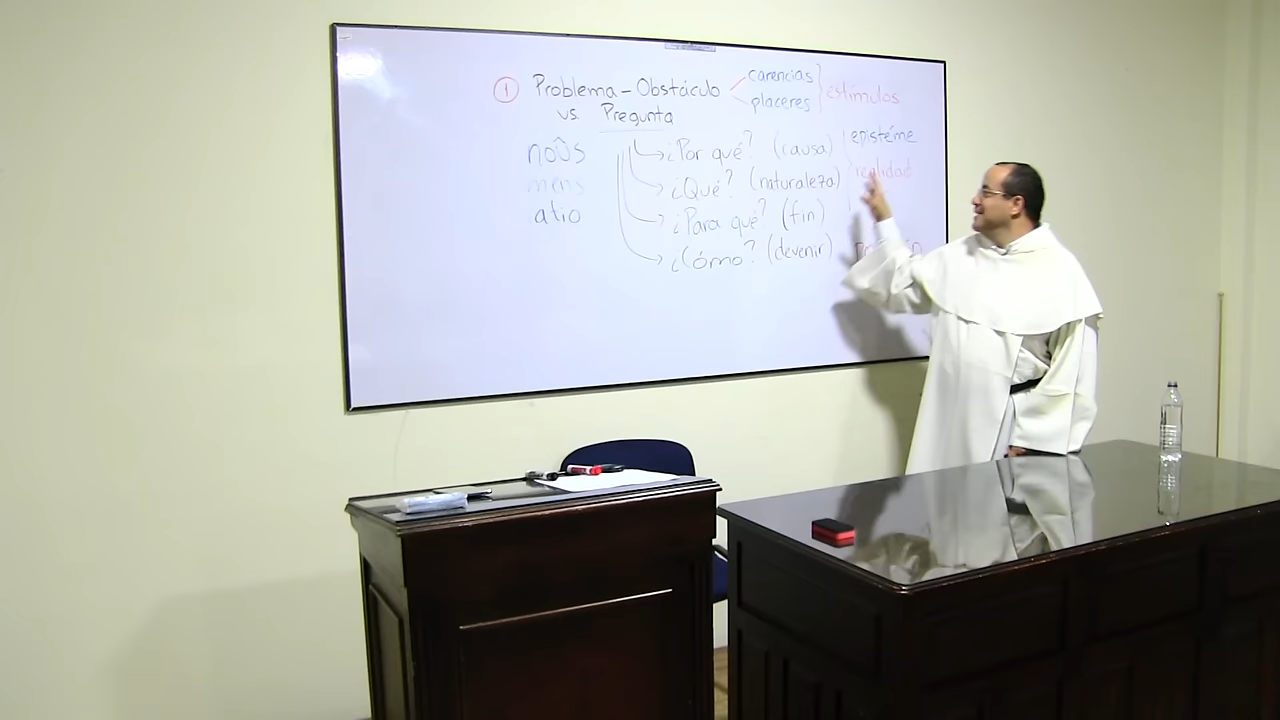 ① Problema - Obstáculo carencias placeres } estímulos
vs. Pregunta
noûs
mens
atio
¿Por qué? (causa) epistéme
¿Qué? (naturaleza) realidad
¿Para qué? (fin)
¿Cómo? (devenir)